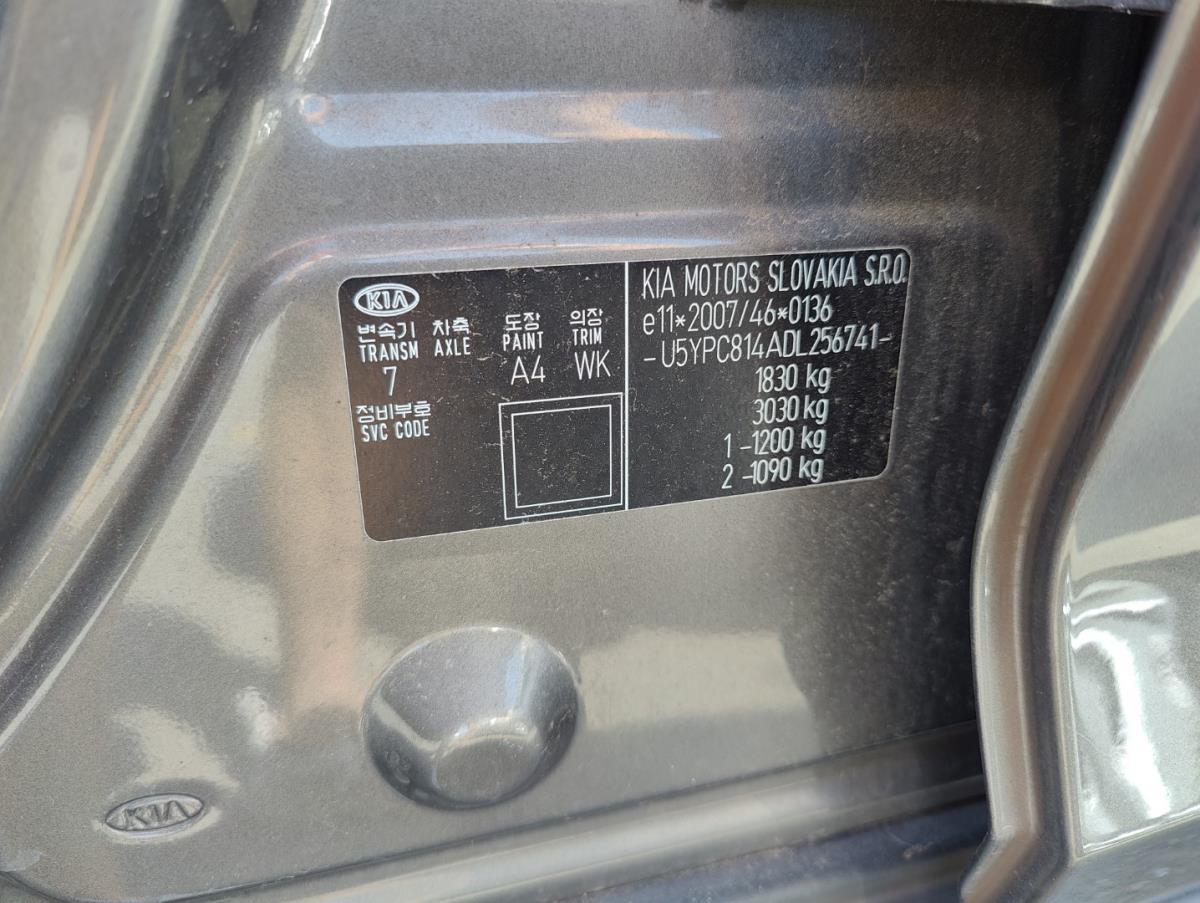 KIA
변속기 차축 도장 의장
TRANSM AXLE PAINT TRIM
7 A4 WK
정비부호
SVC CODE
KIA MOTORS SLOVAKIA S.R.O.
e11*2007/46*0136
-U5YPC814ADL256741-
1830 kg
3030 kg
1-1200 kg
2-1090 kg
KIA